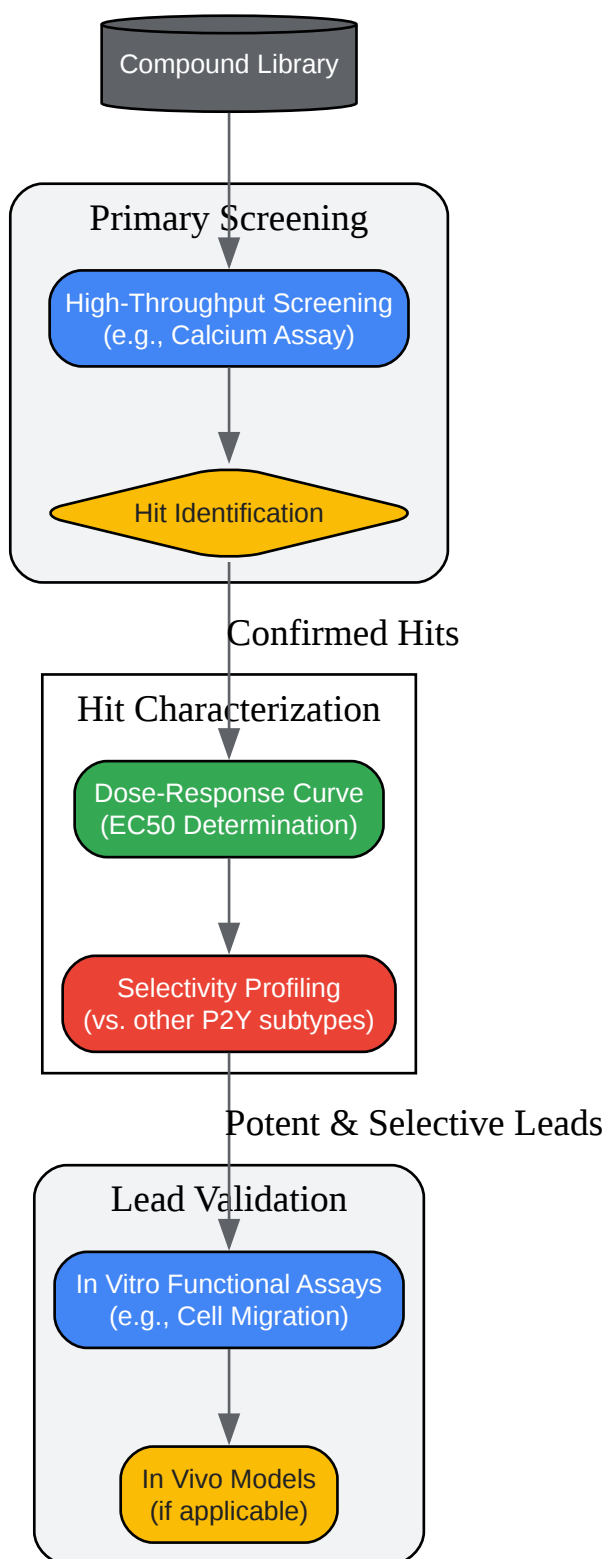 Compound Library
Primary Screening
High-Throughput Screening
(e.g., Calcium Assay)
Hit Identification
Confirmed Hits
Hit Characterization
Dose-Response Curve
(EC50 Determination)
Selectivity Profiling
(vs. other P2Y subtypes)
Potent & Selective Leads
Lead Validation
In Vitro Functional Assays
(e.g., Cell Migration)
In Vivo Models
(if applicable)